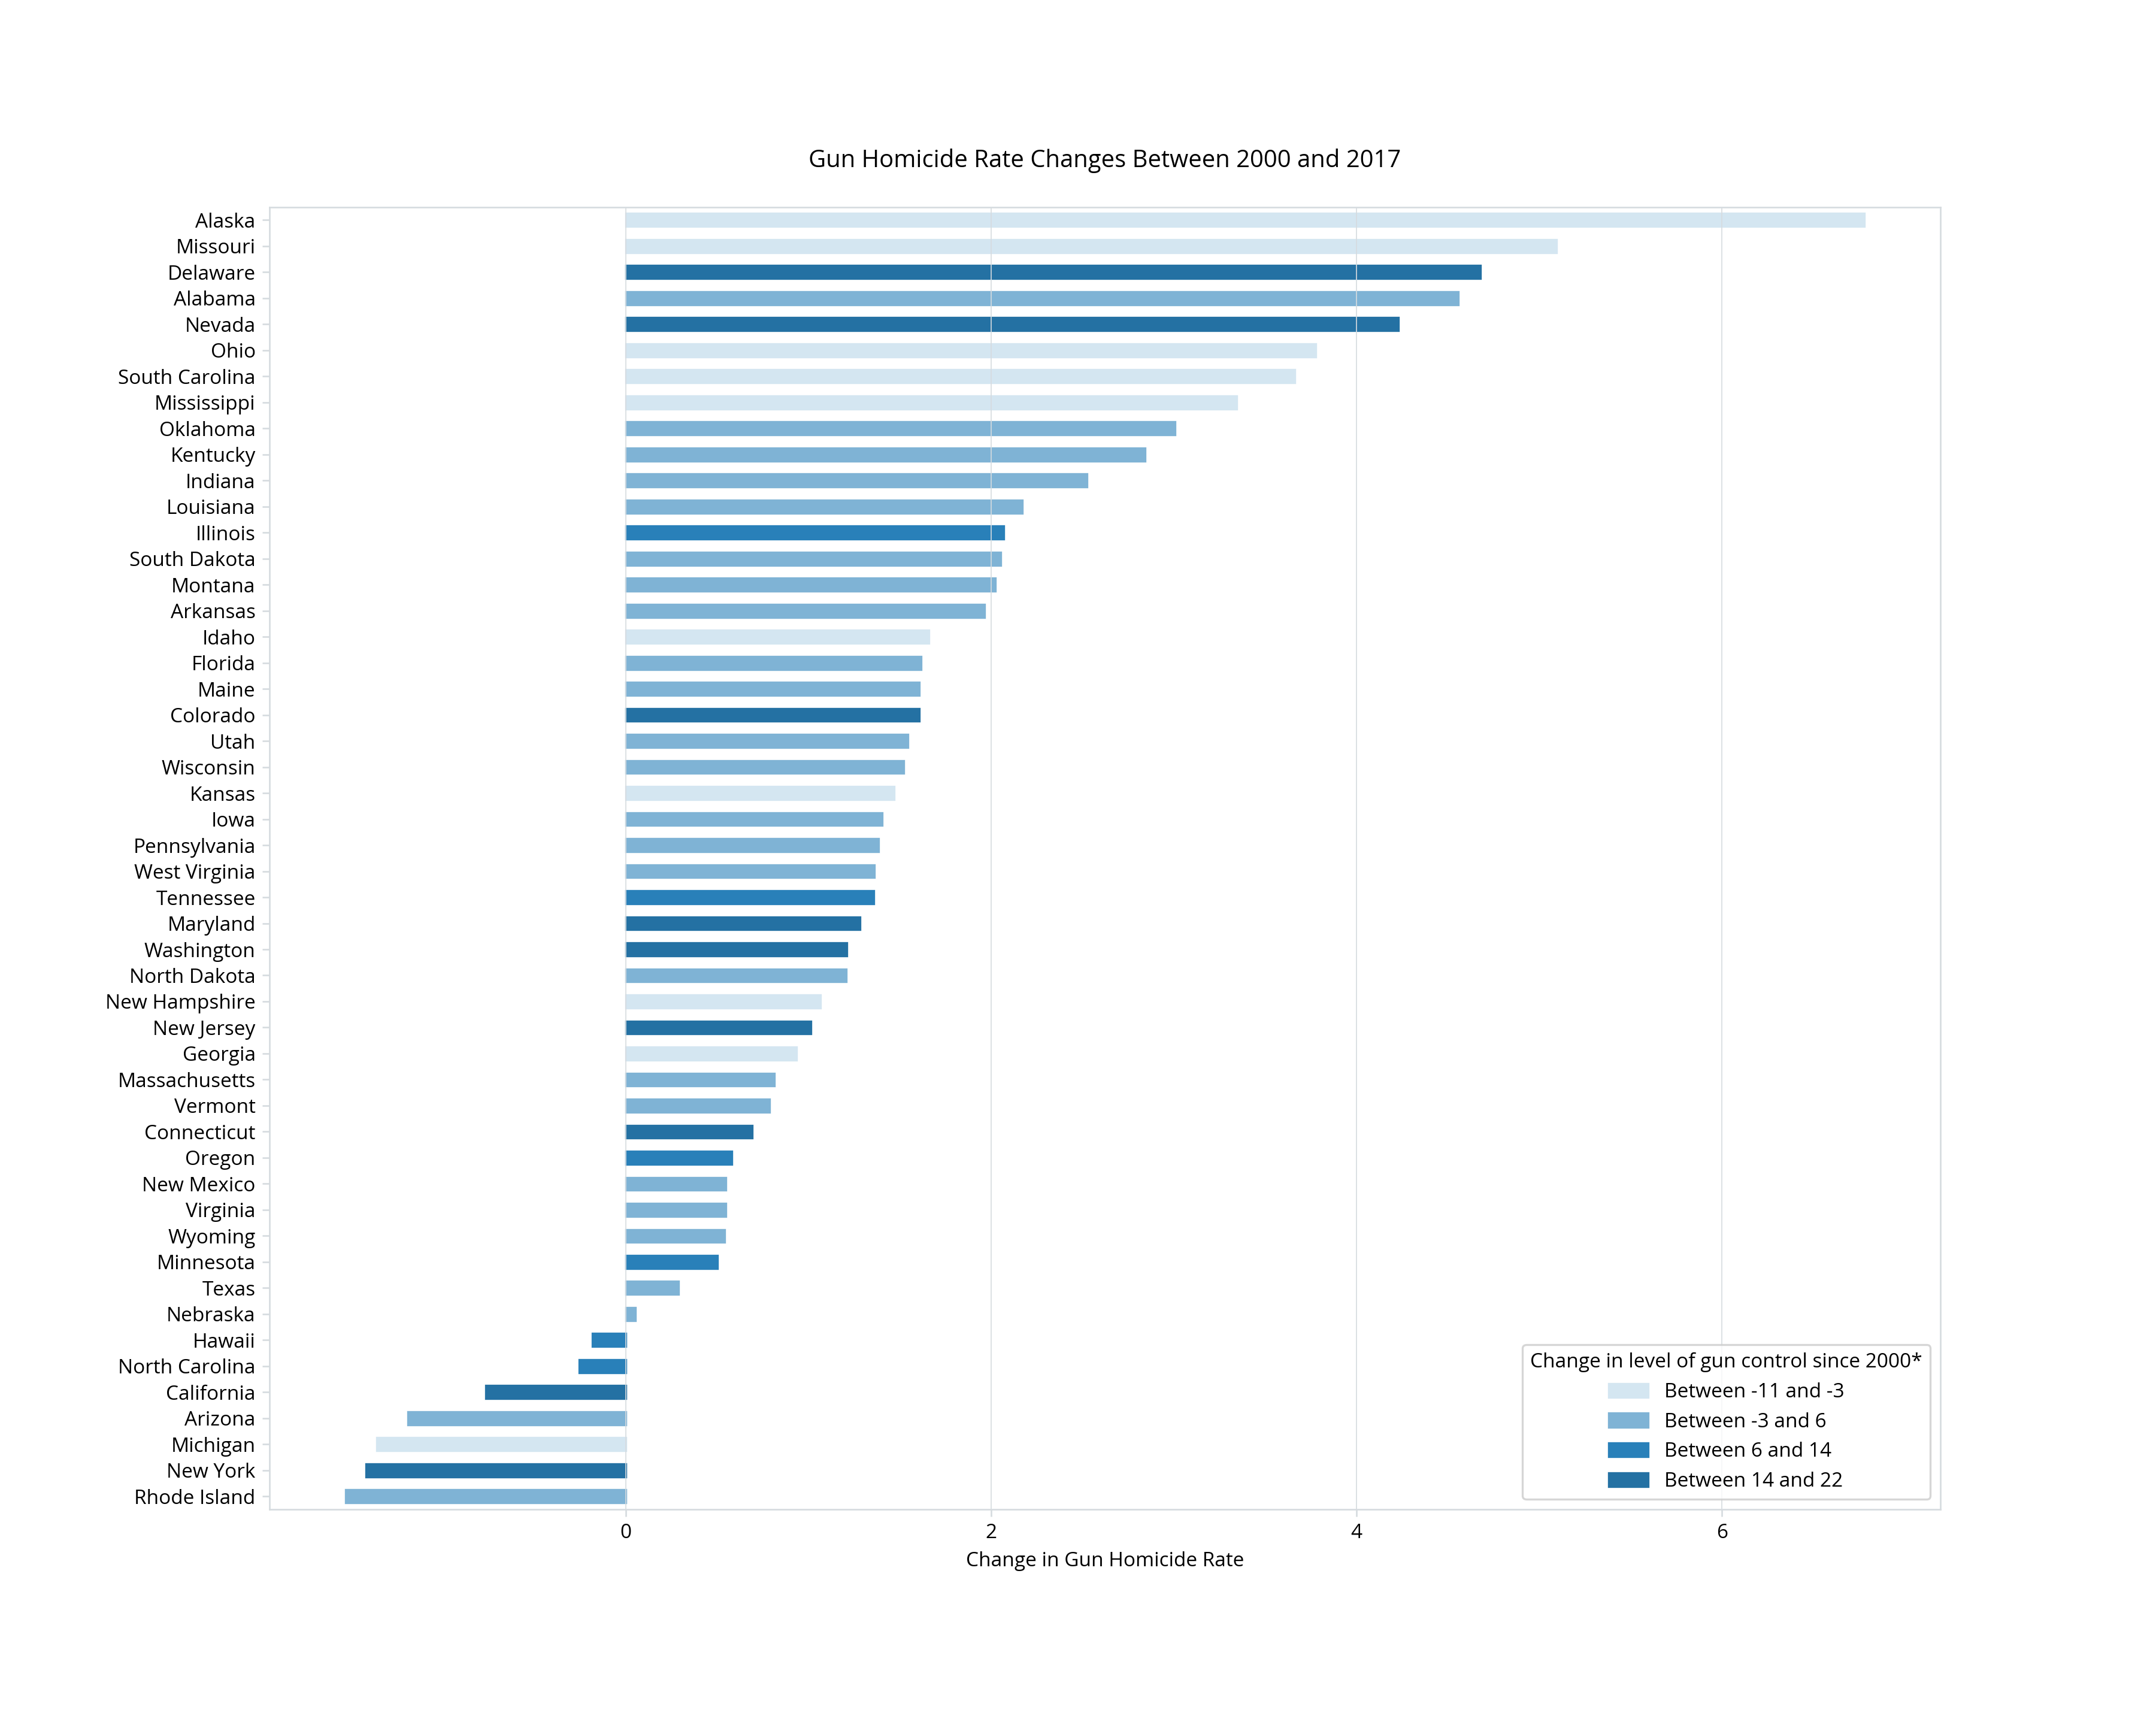 Gun Homicide Rate Changes Between 2000 and 2017
Alaska
Missouri
Delaware
Alabama
Nevada
Ohio
South Carolina
Mississippi
Oklahoma
Kentucky
Indiana
Louisiana
Illinois
South Dakota
Montana
Arkansas
Idaho
Florida
Maine
Colorado
Utah
Wisconsin
Kansas
Iowa
Pennsylvania
West Virginia
Tennessee
Maryland
Washington
North Dakota
New Hampshire
New Jersey
Georgia
Massachusetts
Vermont
Connecticut
Oregon
New Mexico
Virginia
Wyoming
Minnesota
Texas
Nebraska
Hawaii
North Carolina
California
Arizona
Michigan
New York
Rhode Island
Change in level of gun control since 2000*
Between -11 and -3
Between -3 and 6
Between 6 and 14
Between 14 and 22
0 2 4 6
Change in Gun Homicide Rate